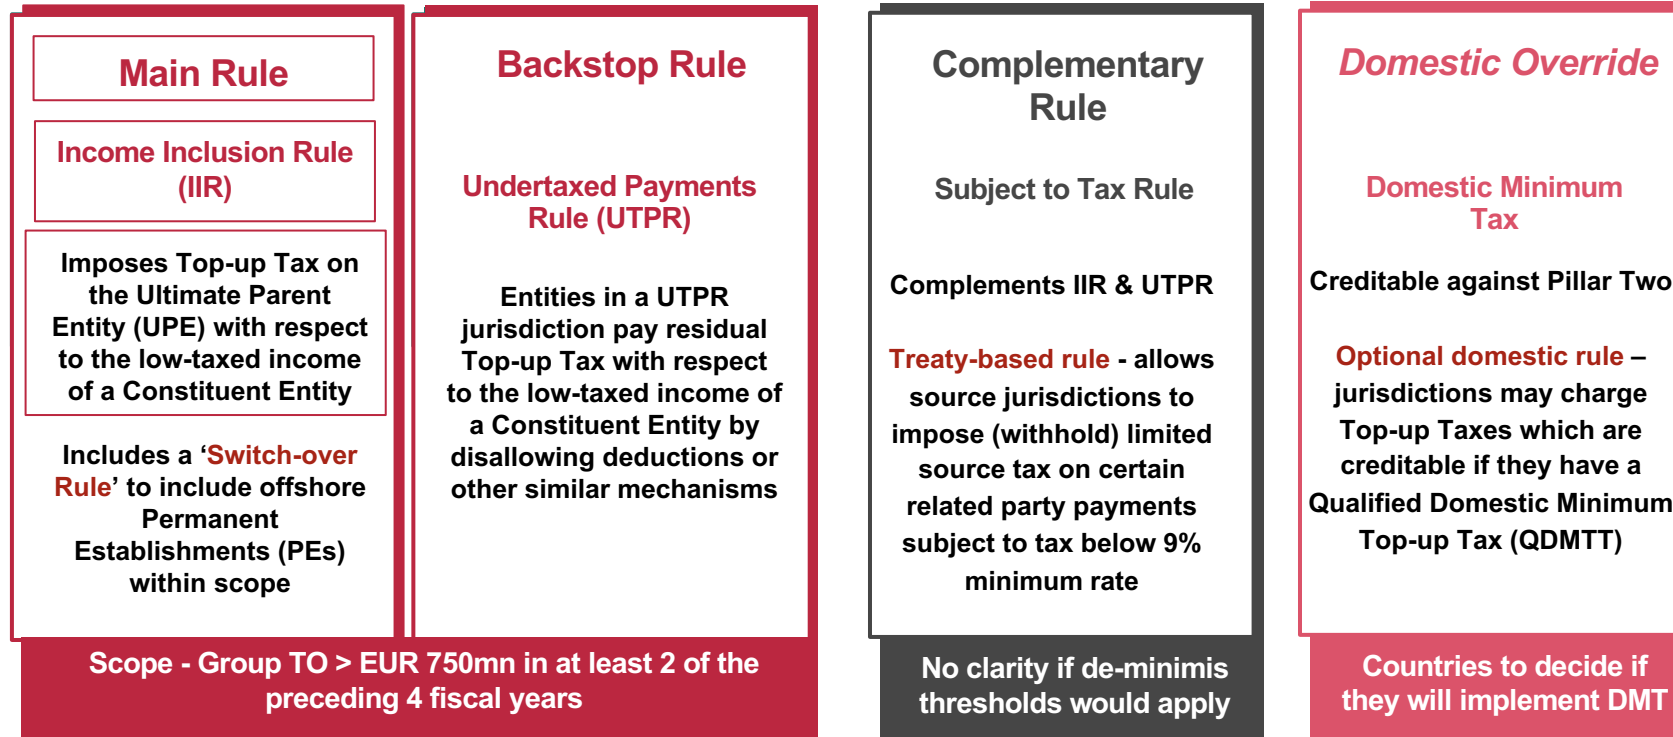 Main Rule
Income Inclusion Rule
(IIR)
Imposes Top-up Tax on
the Ultimate Parent
Entity (UPE) with respect
to the low-taxed income
of a Constituent Entity
Includes a ‘Switch-over
Rule’ to include offshore
Permanent
Establishments (PEs)
within scope
Backstop Rule
Undertaxed Payments
Rule (UTPR)
Entities in a UTPR
jurisdiction pay residual
Top-up Tax with respect
to the low-taxed income of
a Constituent Entity by
disallowing deductions or
other similar mechanisms
Scope - Group TO > EUR 750mn in at least 2 of the
preceding 4 fiscal years
Complementary
Rule
Subject to Tax Rule
Complements IIR & UTPR
Treaty-based rule - allows
source jurisdictions to
impose (withhold) limited
source tax on certain
related party payments
subject to tax below 9%
minimum rate
No clarity if de-minimis
thresholds would apply
Domestic Override
Domestic Minimum
Tax
Creditable against Pillar Two
Optional domestic rule –
jurisdictions may charge
Top-up Taxes which are
creditable if they have a
Qualified Domestic Minimum
Top-up Tax (QDMTT)
Countries to decide if
they will implement DMT